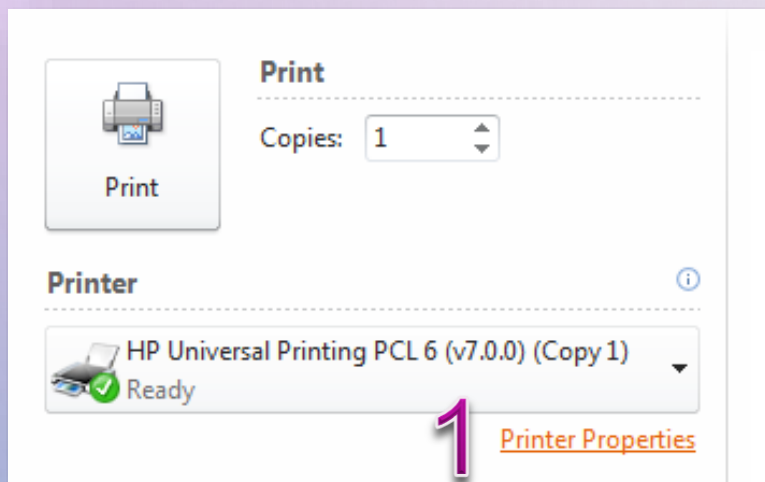 Print
Copies: 1
Print
Printer
HP Universal Printing PCL 6 (v7.0.0) (Copy 1)
Ready
1
Printer Properties